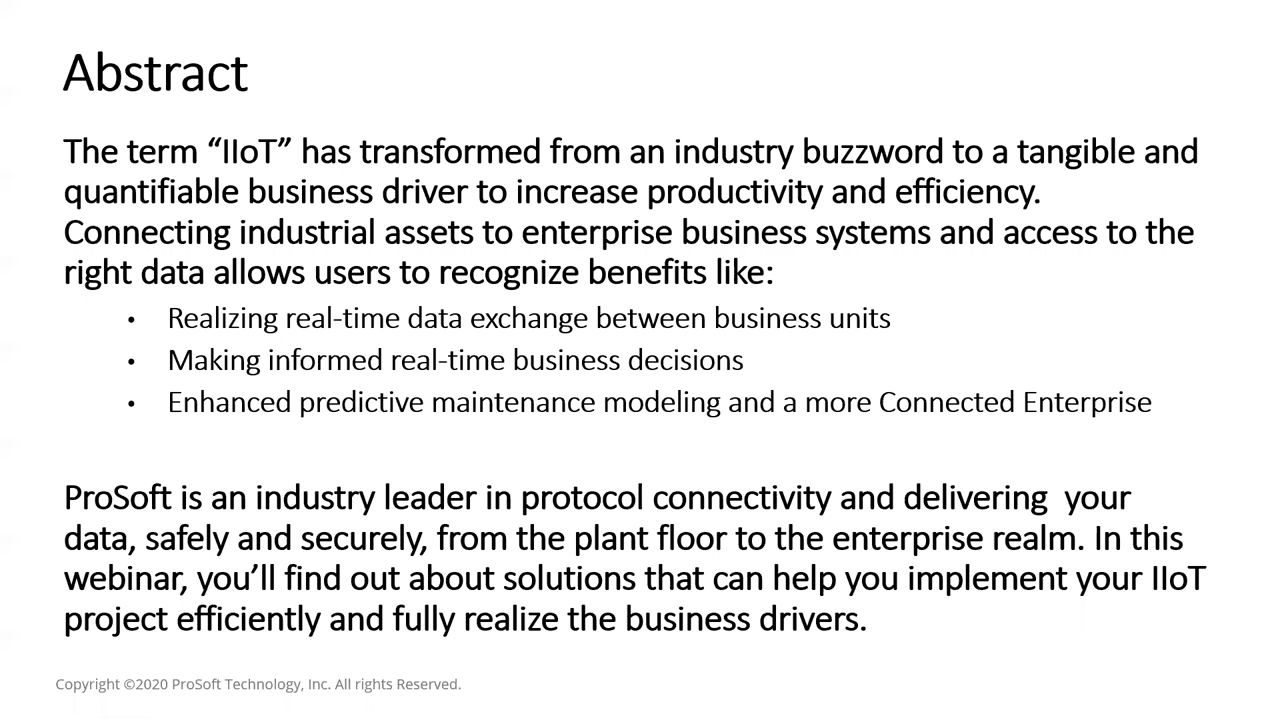 Abstract
The term “IIoT” has transformed from an industry buzzword to a tangible and
quantifiable business driver to increase productivity and efficiency.
Connecting industrial assets to enterprise business systems and access to the
right data allows users to recognize benefits like:
• Realizing real-time data exchange between business units
• Making informed real-time business decisions
• Enhanced predictive maintenance modeling and a more Connected Enterprise
ProSoft is an industry leader in protocol connectivity and delivering  your
data, safely and securely, from the plant floor to the enterprise realm. In this
webinar, you’ll find out about solutions that can help you implement your IIoT
project efficiently and fully realize the business drivers.
Copyright ©2020 ProSoft Technology, Inc. All rights Reserved.